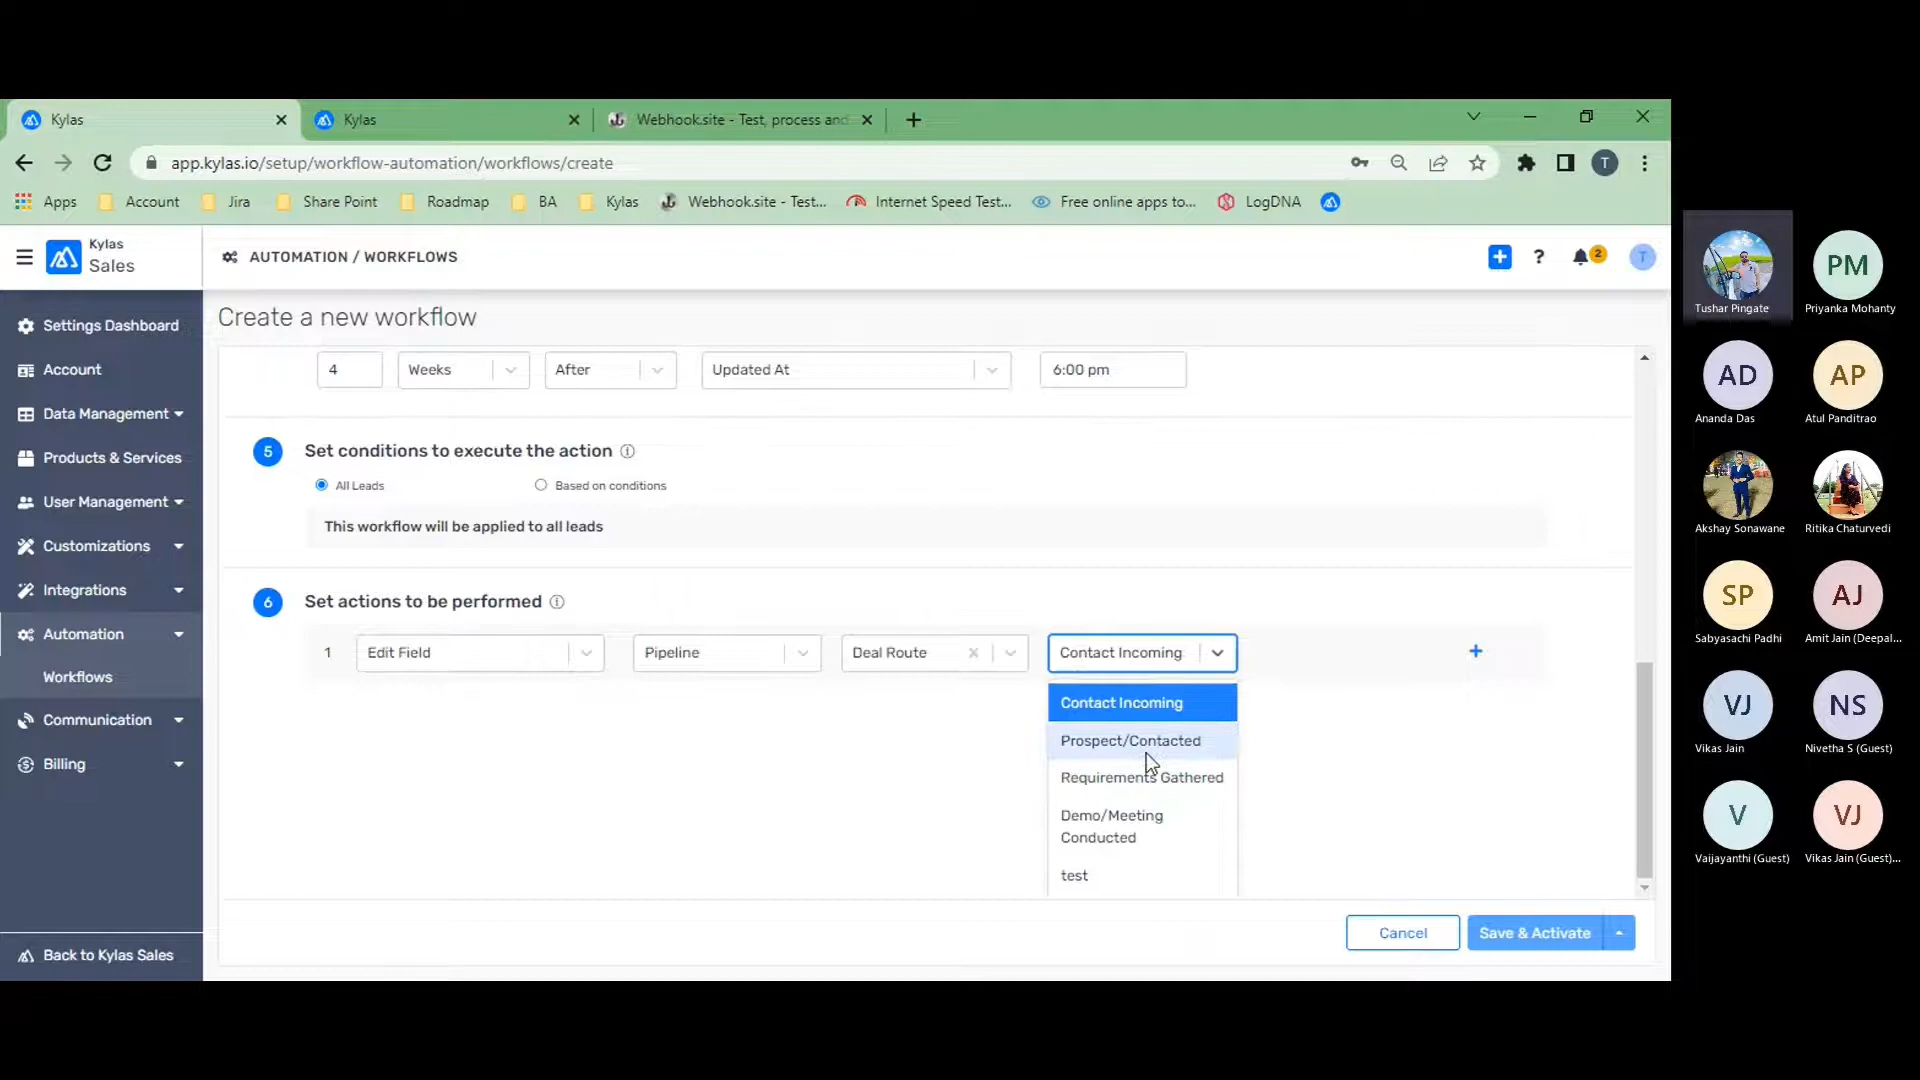 Kylas
Kylas
Webhook.site - Test, process and
app.kylas.io/setup/workflow-automation/workflows/create
T
Apps
Account
Jira
Share Point
Roadmap
BA
Kylas
Webhook.site - Test...
Internet Speed Test...
Free online apps to...
LogDNA
Kylas
Sales
AUTOMATION / WORKFLOWS
?
2
T
Settings Dashboard
Account
Data Management
Products & Services
User Management
Customizations
Integrations
Automation
Workflows
Communication
Billing
Back to Kylas Sales
Create a new workflow
4
Weeks
After
Updated At
6:00 pm
5
Set conditions to execute the action
All Leads
Based on conditions
This workflow will be applied to all leads
6
Set actions to be performed
1
Edit Field
Pipeline
Deal Route
Contact Incoming
Contact Incoming
Prospect/Contacted
Requirements Gathered
Demo/Meeting
Conducted
test
Cancel
Save & Activate
Tushar Pingate
PM
Priyanka Mohanty
AD
Ananda Das
AP
Atul Panditrao
Akshay Sonawane
Ritika Chaturvedi
SP
Sabyasachi Padhi
AJ
Amit Jain (Deepal...
VJ
Vikas Jain
NS
Nivetha S (Guest)
V
Vaijayanthi (Guest)
VJ
Vikas Jain (Guest)...